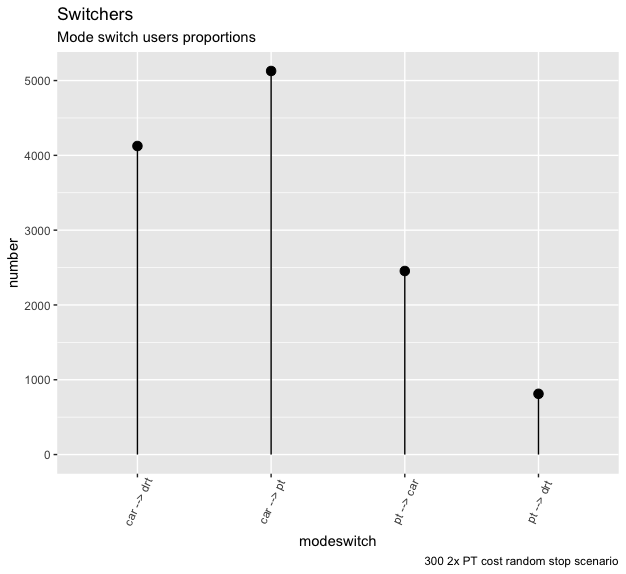 Switchers
Mode switch users proportions
5000
4000
3000
2000
1000
0
number
car --> drt
car --> pt
pt --> car
pt --> drt
modeswitch
300 2x PT cost random stop scenario